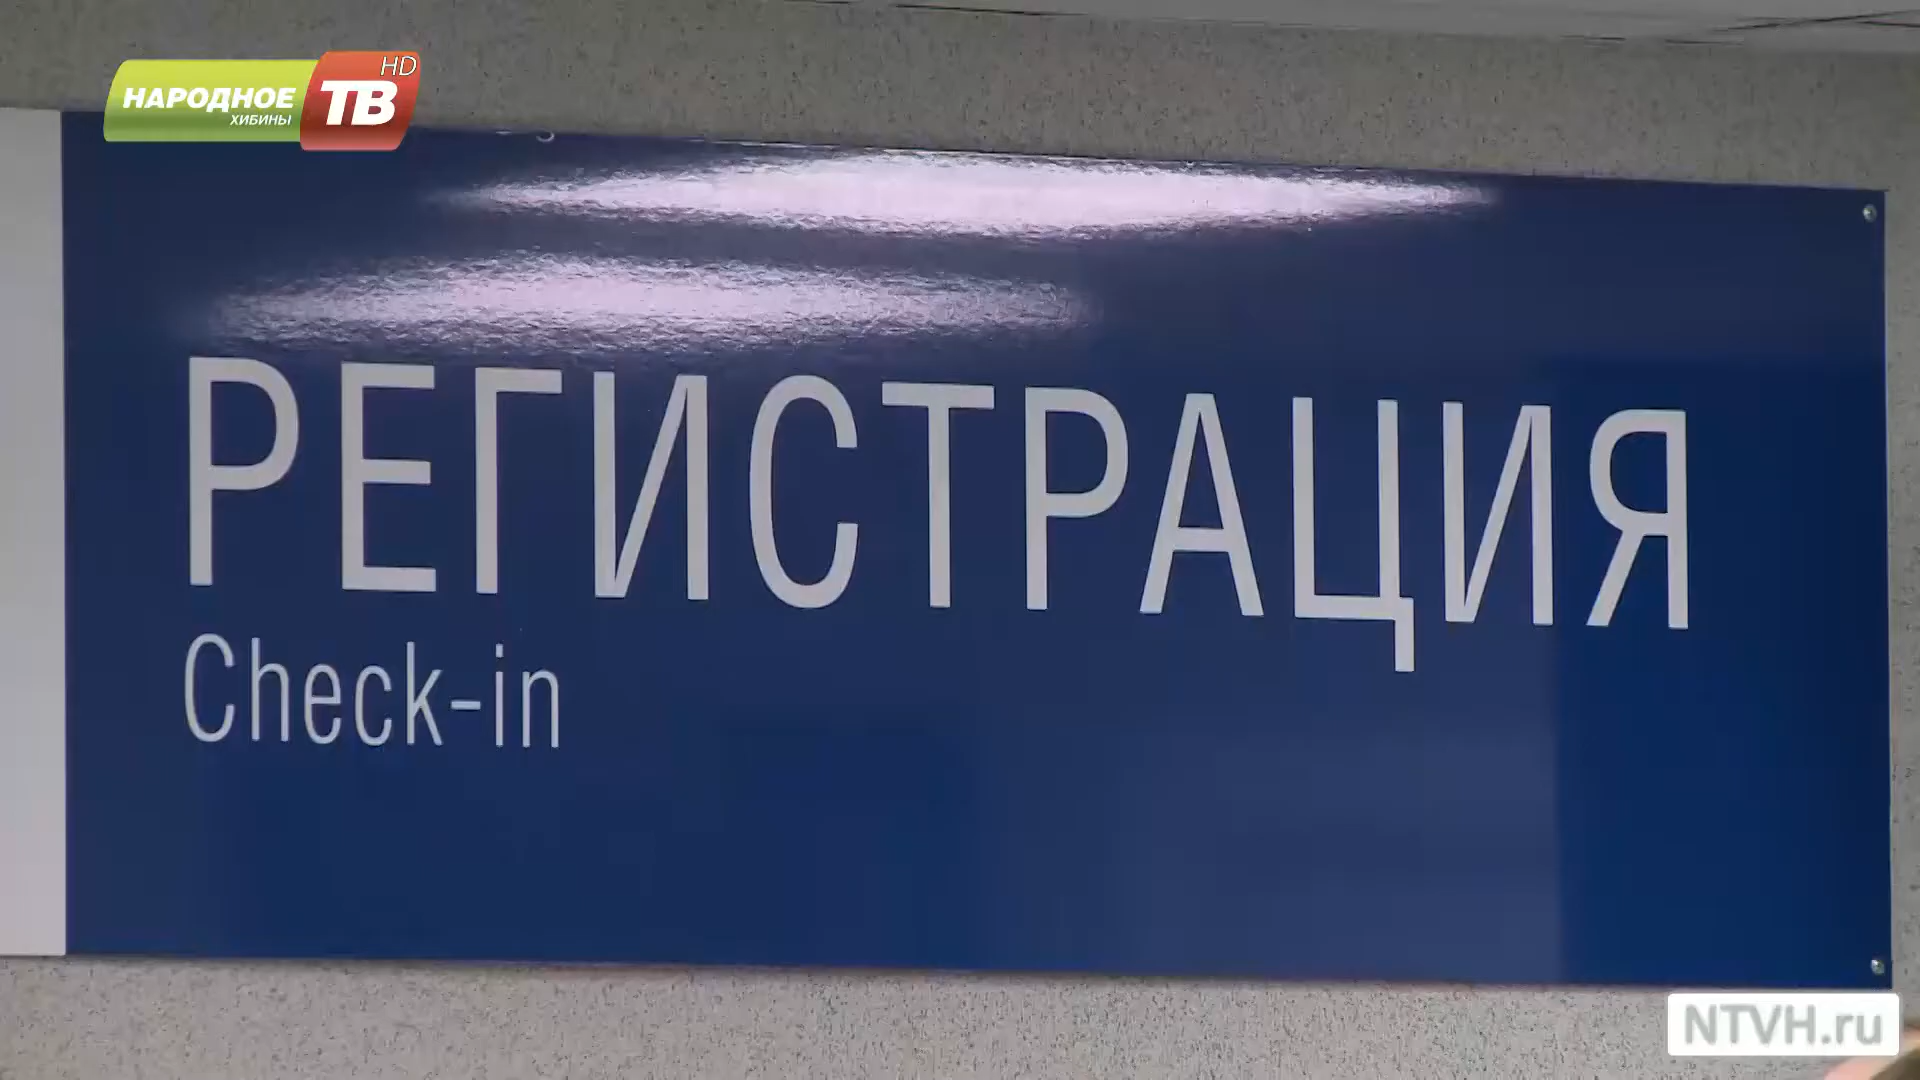 НАРОДНОЕ
ХИБИНЫ
ТВ
HD
РЕГИСТРАЦИЯ
Check-in
NTVH.ru